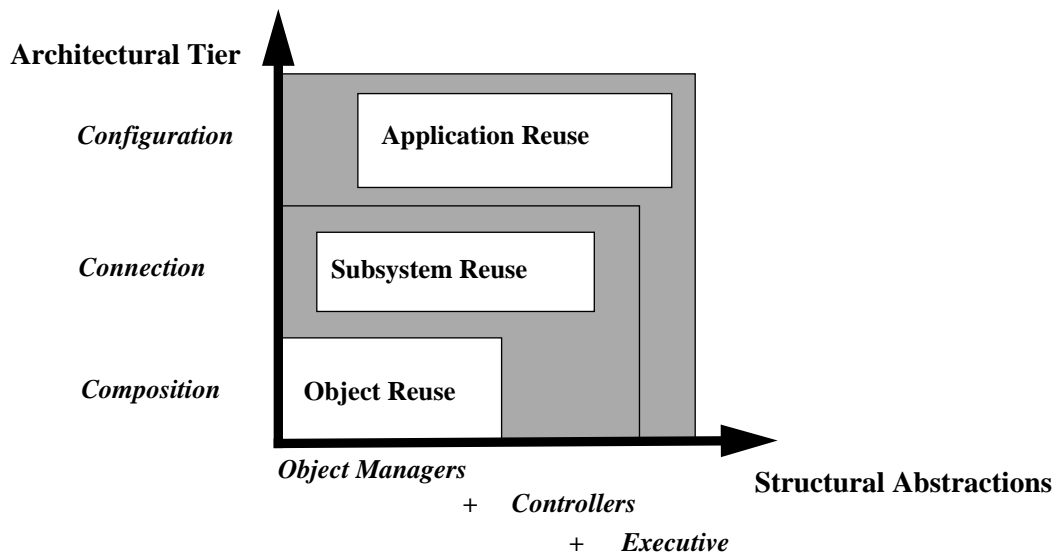 Architectural Tier
Configuration
Application Reuse
Connection
Subsystem Reuse
Composition
Object Reuse
Object Managers
Structural Abstractions
+ Controllers
+ Executive